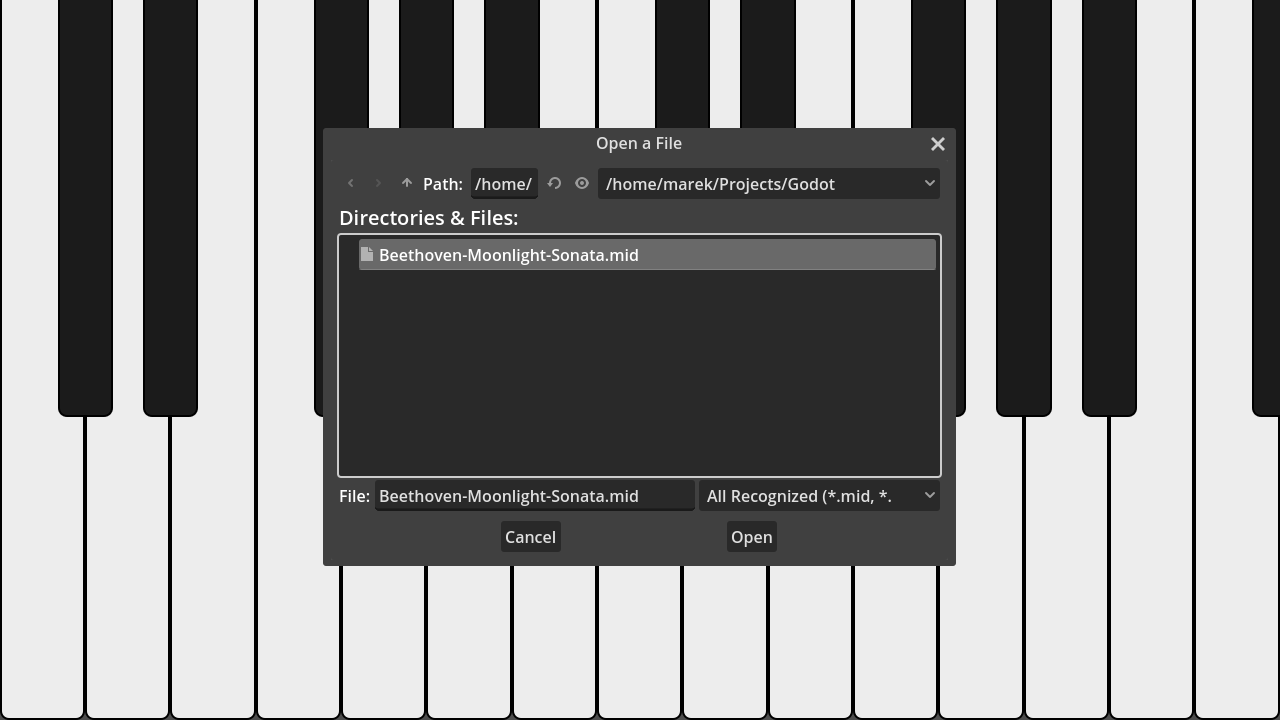 Open a File
Path: /home/ /home/marek/Projects/Godot
Directories & Files:
Beethoven-Moonlight-Sonata.mid
File: Beethoven-Moonlight-Sonata.mid All Recognized (*.mid, *.
Cancel Open